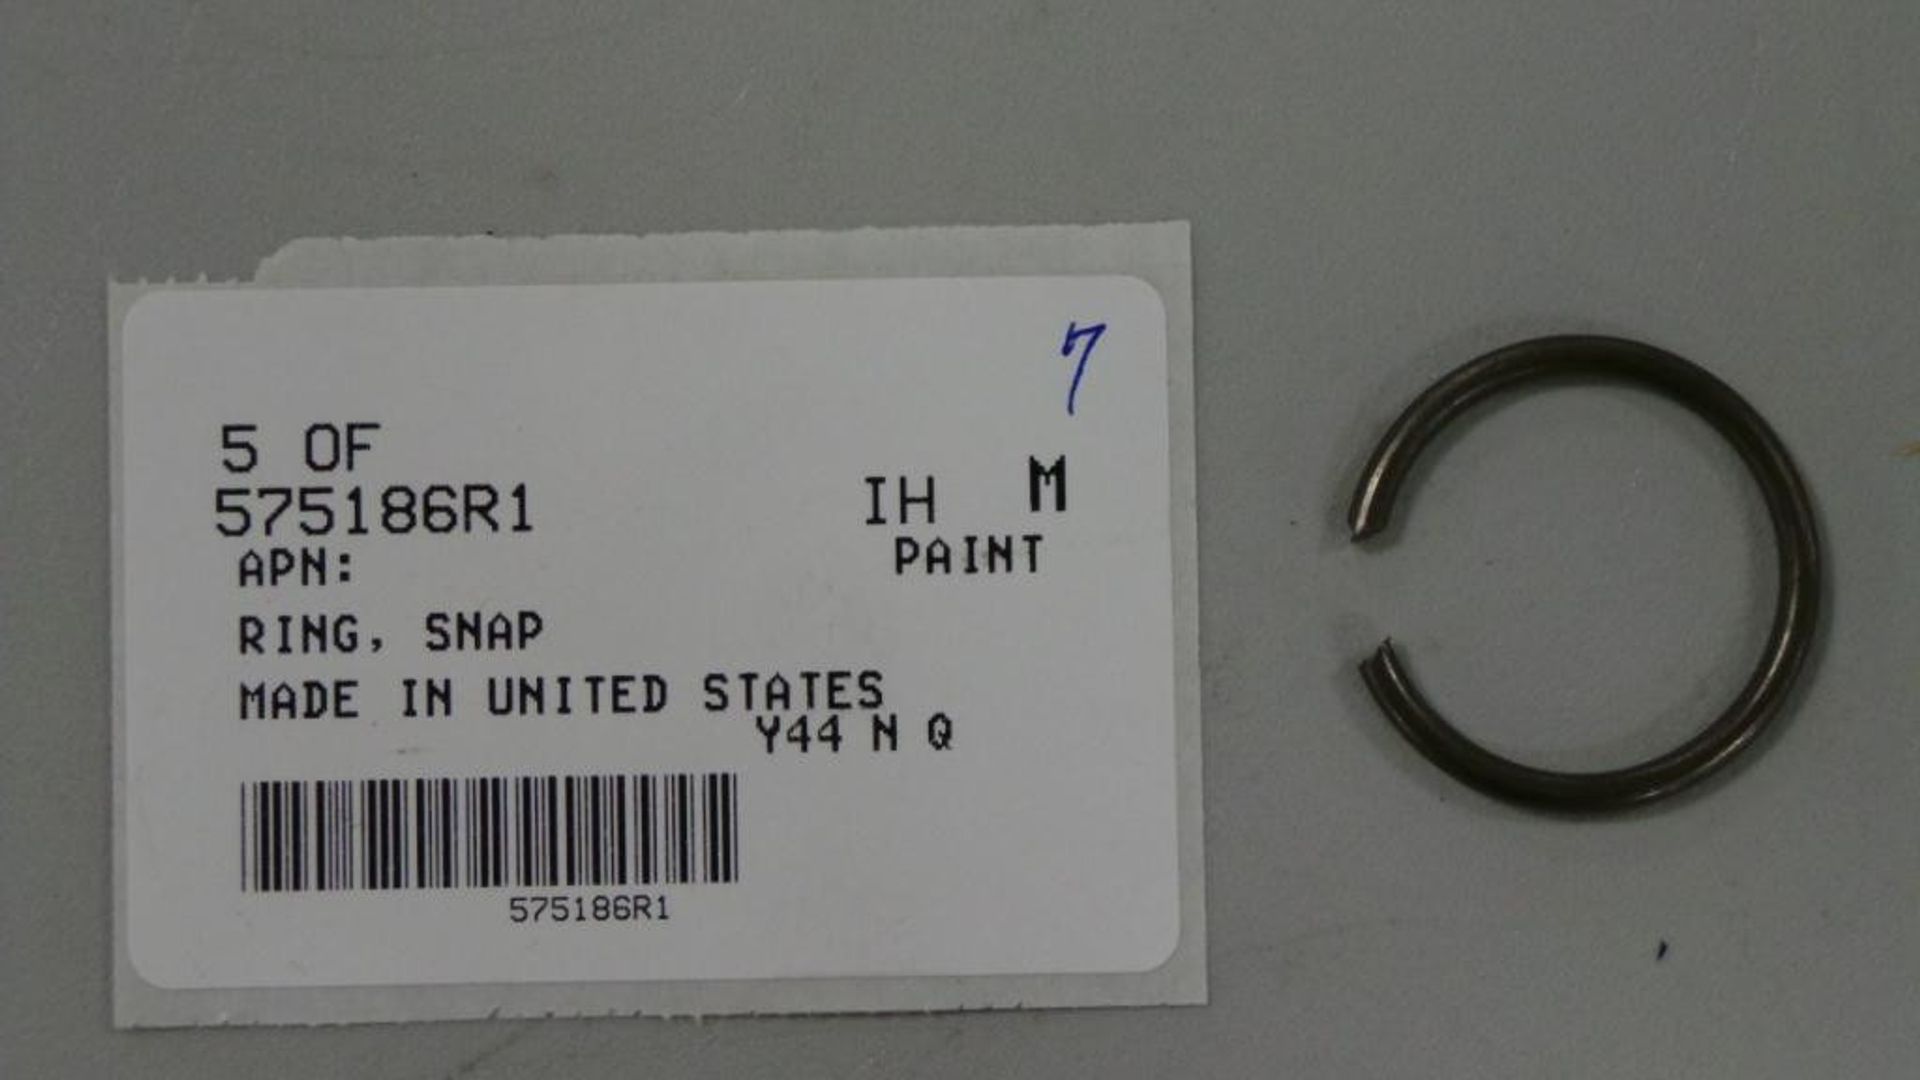 7
5 OF
575186R1 IH M
APN: PAINT
RING, SNAP
MADE IN UNITED STATES
Y44 N Q
575186R1